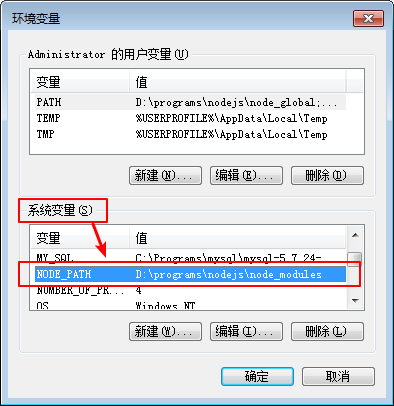 环境变量
Administrator 的用户变量(U)
变量 值
PATH D:\programs\nodejs\node_global;...
TEMP %USERPROFILE%\AppData\Local\Temp
TMP %USERPROFILE%\AppData\Local\Temp
新建(N)... 编辑(E)... 删除(D)
系统变量(S)
变量 值
MY_SQL C:\Programs\mysql\mysql-5.7.24-
NODE_PATH D:\programs\nodejs\node_modules
NUMBER_OF_PR... 4
OS Windows_NT
新建(W)... 编辑(I)... 删除(L)
确定 取消